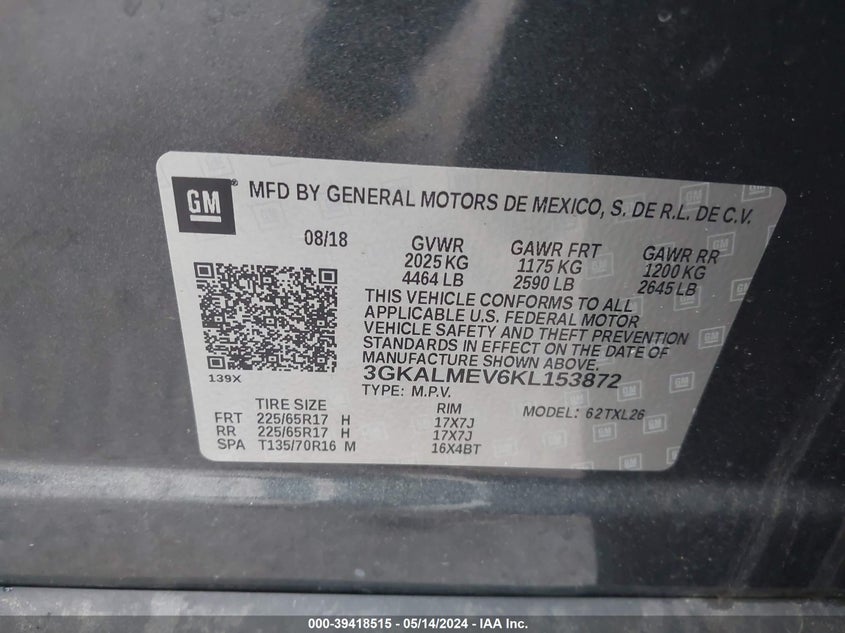 GM®
MFD BY GENERAL MOTORS DE MEXICO, S. DE R.L. DE C.V.
08/18 GVWR GAWR FRT GAWR RR
2025 KG 1175 KG 1200 KG
4464 LB 2590 LB 2645 LB
THIS VEHICLE CONFORMS TO ALL
APPLICABLE U.S. FEDERAL MOTOR
VEHICLE SAFETY AND THEFT PREVENTION
STANDARDS IN EFFECT ON THE DATE OF
MANUFACTURE SHOWN ABOVE.
139X
3GKALMEV6KL153872
TYPE: M.P.V.
TIRE SIZE RIM MODEL: 62TXL26
FRT 225/65R17 H 17X7J
RR 225/65R17 H 17X7J
SPA T135/70R16 M 16X4BT
000-39418515 - 05/14/2024 - IAA Inc.